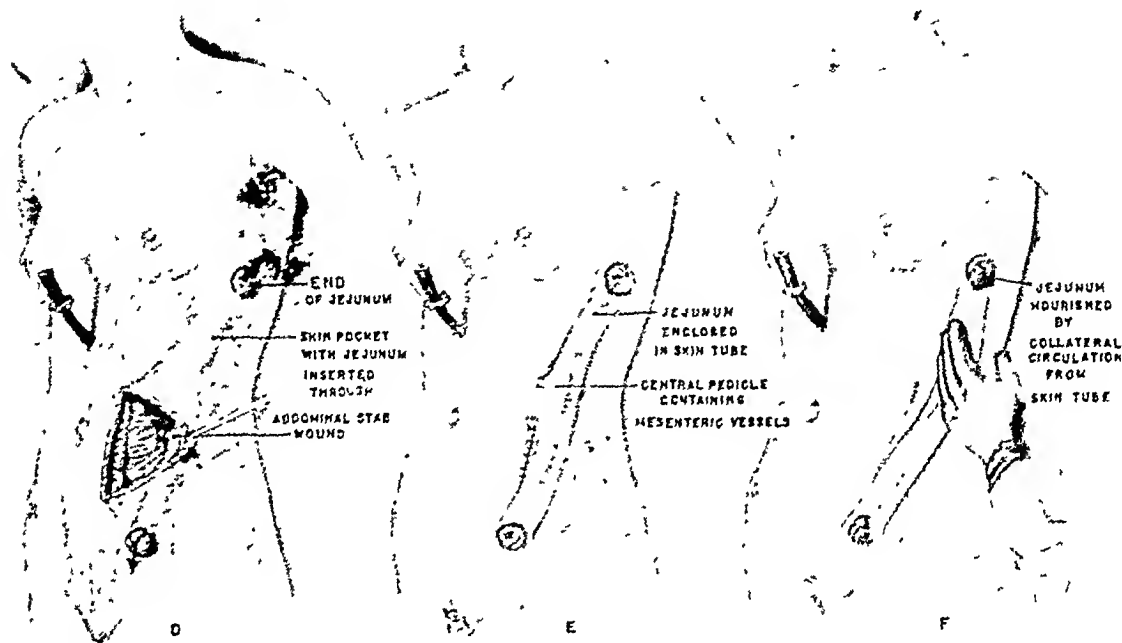 END
OF JEJUNUM
SKIN POCKET
WITH JEJUNUM
INSERTED
THROUGH
ABDOMINAL STAB
WOUND
D
JEJUNUM
ENCLOSED
IN SKIN TUBE
CENTRAL PEDICLE
CONTAINING
MESENTERIC VESSELS
E
JEJUNUM
NOURISHED
BY
COLLATERAL
CIRCULATION
FROM
SKIN TUBE
F